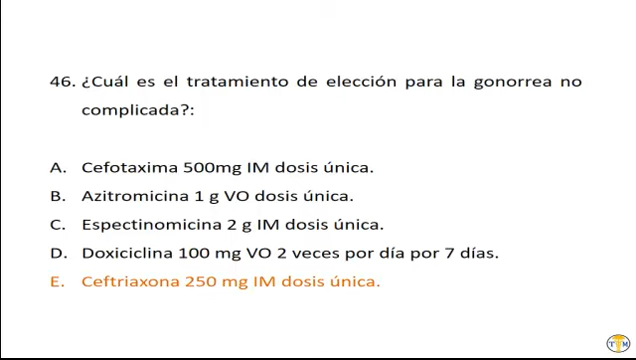 46. ¿Cuál es el tratamiento de elección para la gonorrea no
complicada?:
A. Cefotaxima 500mg IM dosis única.
B. Azitromicina 1 g VO dosis única.
C. Espectinomicina 2 g IM dosis única.
D. Doxiciclina 100 mg VO 2 veces por día por 7 días.
E. Ceftriaxona 250 mg IM dosis única.
T M